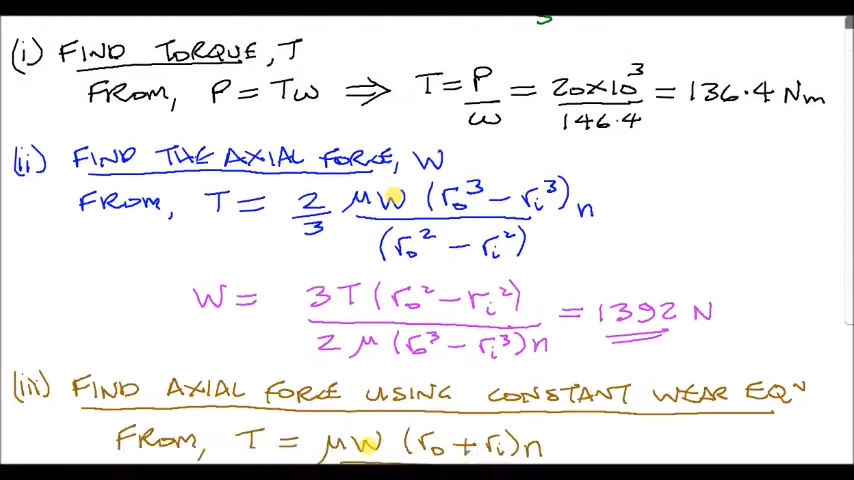 (i) FIND TORQUE, T
FROM, P = Tω ⟹ T = P/ω = 20×10³/146.4 = 136.4 Nm
(ii) FIND THE AXIAL FORCE, W
FROM, T = 2/3 μW (r₀³ − rᵢ³)/(r₀² − rᵢ²) n
W = 3T (r₀² − rᵢ²)/2 μ (r₀³ − rᵢ³) n = 1392 N
(iii) FIND AXIAL FORCE USING CONSTANT WEAR EQN
FROM, T = μW (r₀ + rᵢ) n